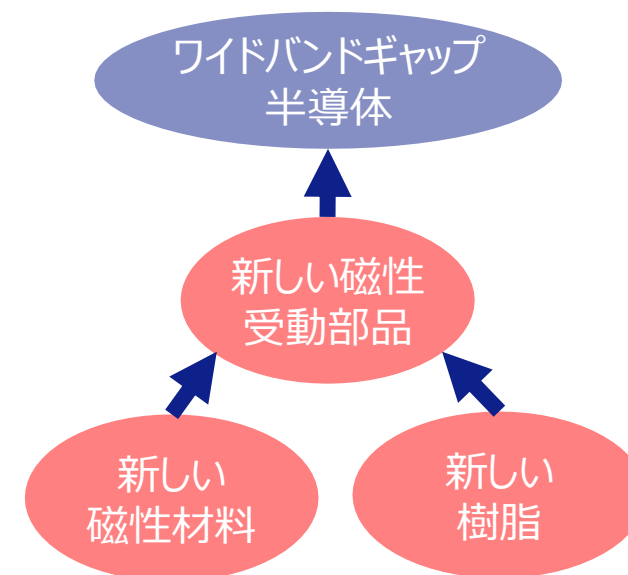 ワイドバンドギャップ
半導体
新しい磁性
受動部品
新しい
磁性材料
新しい
樹脂